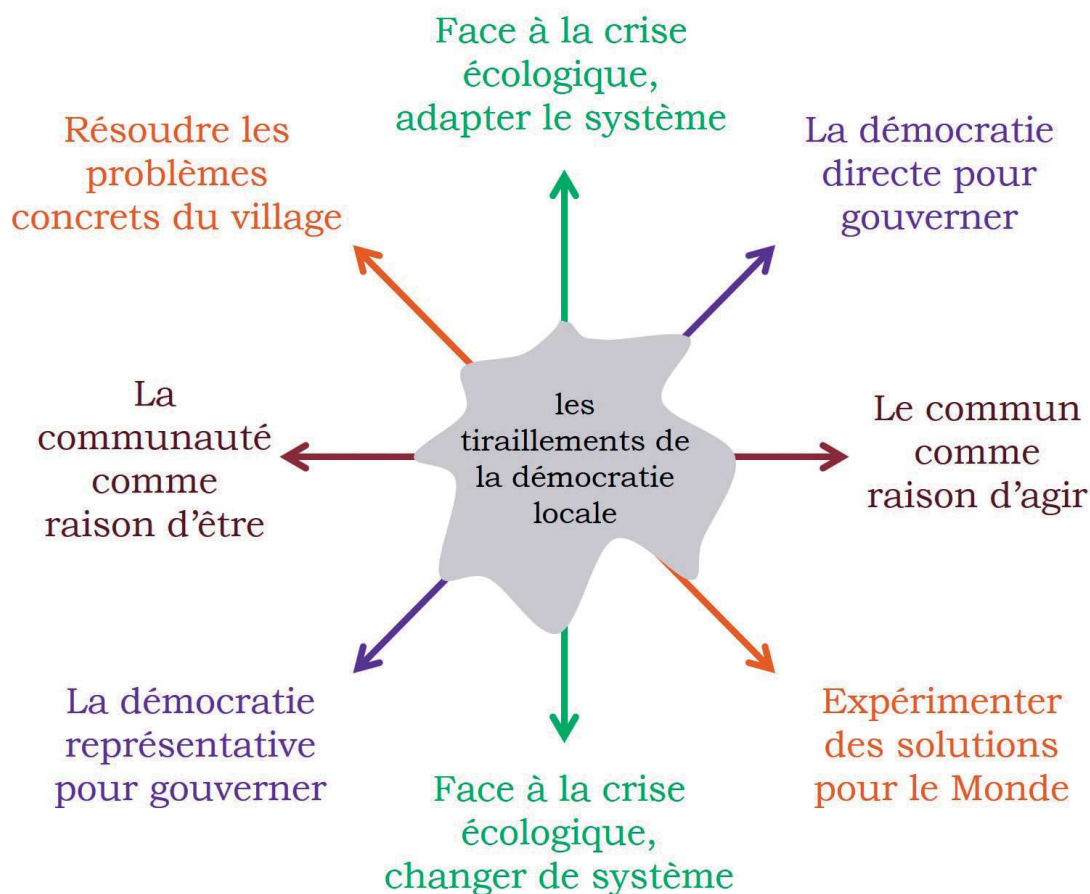 Face à la crise
écologique,
adapter le système
Résoudre les
problèmes
concrets du village
La démocratie
directe pour
gouverner
La
communauté
comme
raison d’être
les
tiraillements de
la démocratie
locale
Le commun
comme
raison d’agir
La démocratie
représentative
pour gouverner
Face à la crise
écologique,
changer de système
Expérimenter
des solutions
pour le Monde